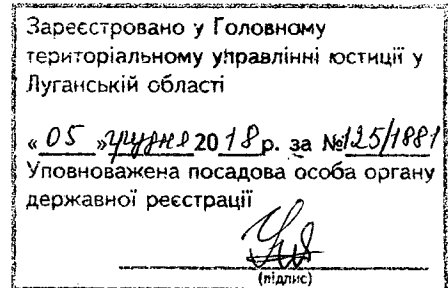 Зареєстровано у Головному
територіальному управлінні юстиції у
Луганській області
«05»грудня 2018р. за №125/1881
Уповноважена посадова особа органу
державної реєстрації
(підпис)